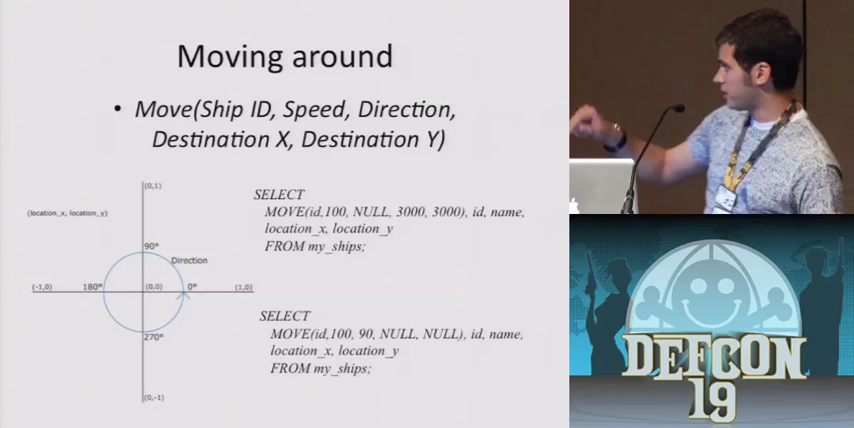 Moving around
• Move(Ship ID, Speed, Direction,
Destination X, Destination Y)
(0,1)
(location_x, location_y)
90°
Direction
(-1,0)
180°
(0,0)
0°
(1,0)
270°
(0,-1)
SELECT
MOVE(id,100, NULL, 3000, 3000), id, name,
location_x, location_y
FROM my_ships;
SELECT
MOVE(id,100, 90, NULL, NULL), id, name,
location_x, location_y
FROM my_ships;
DEFCON
19